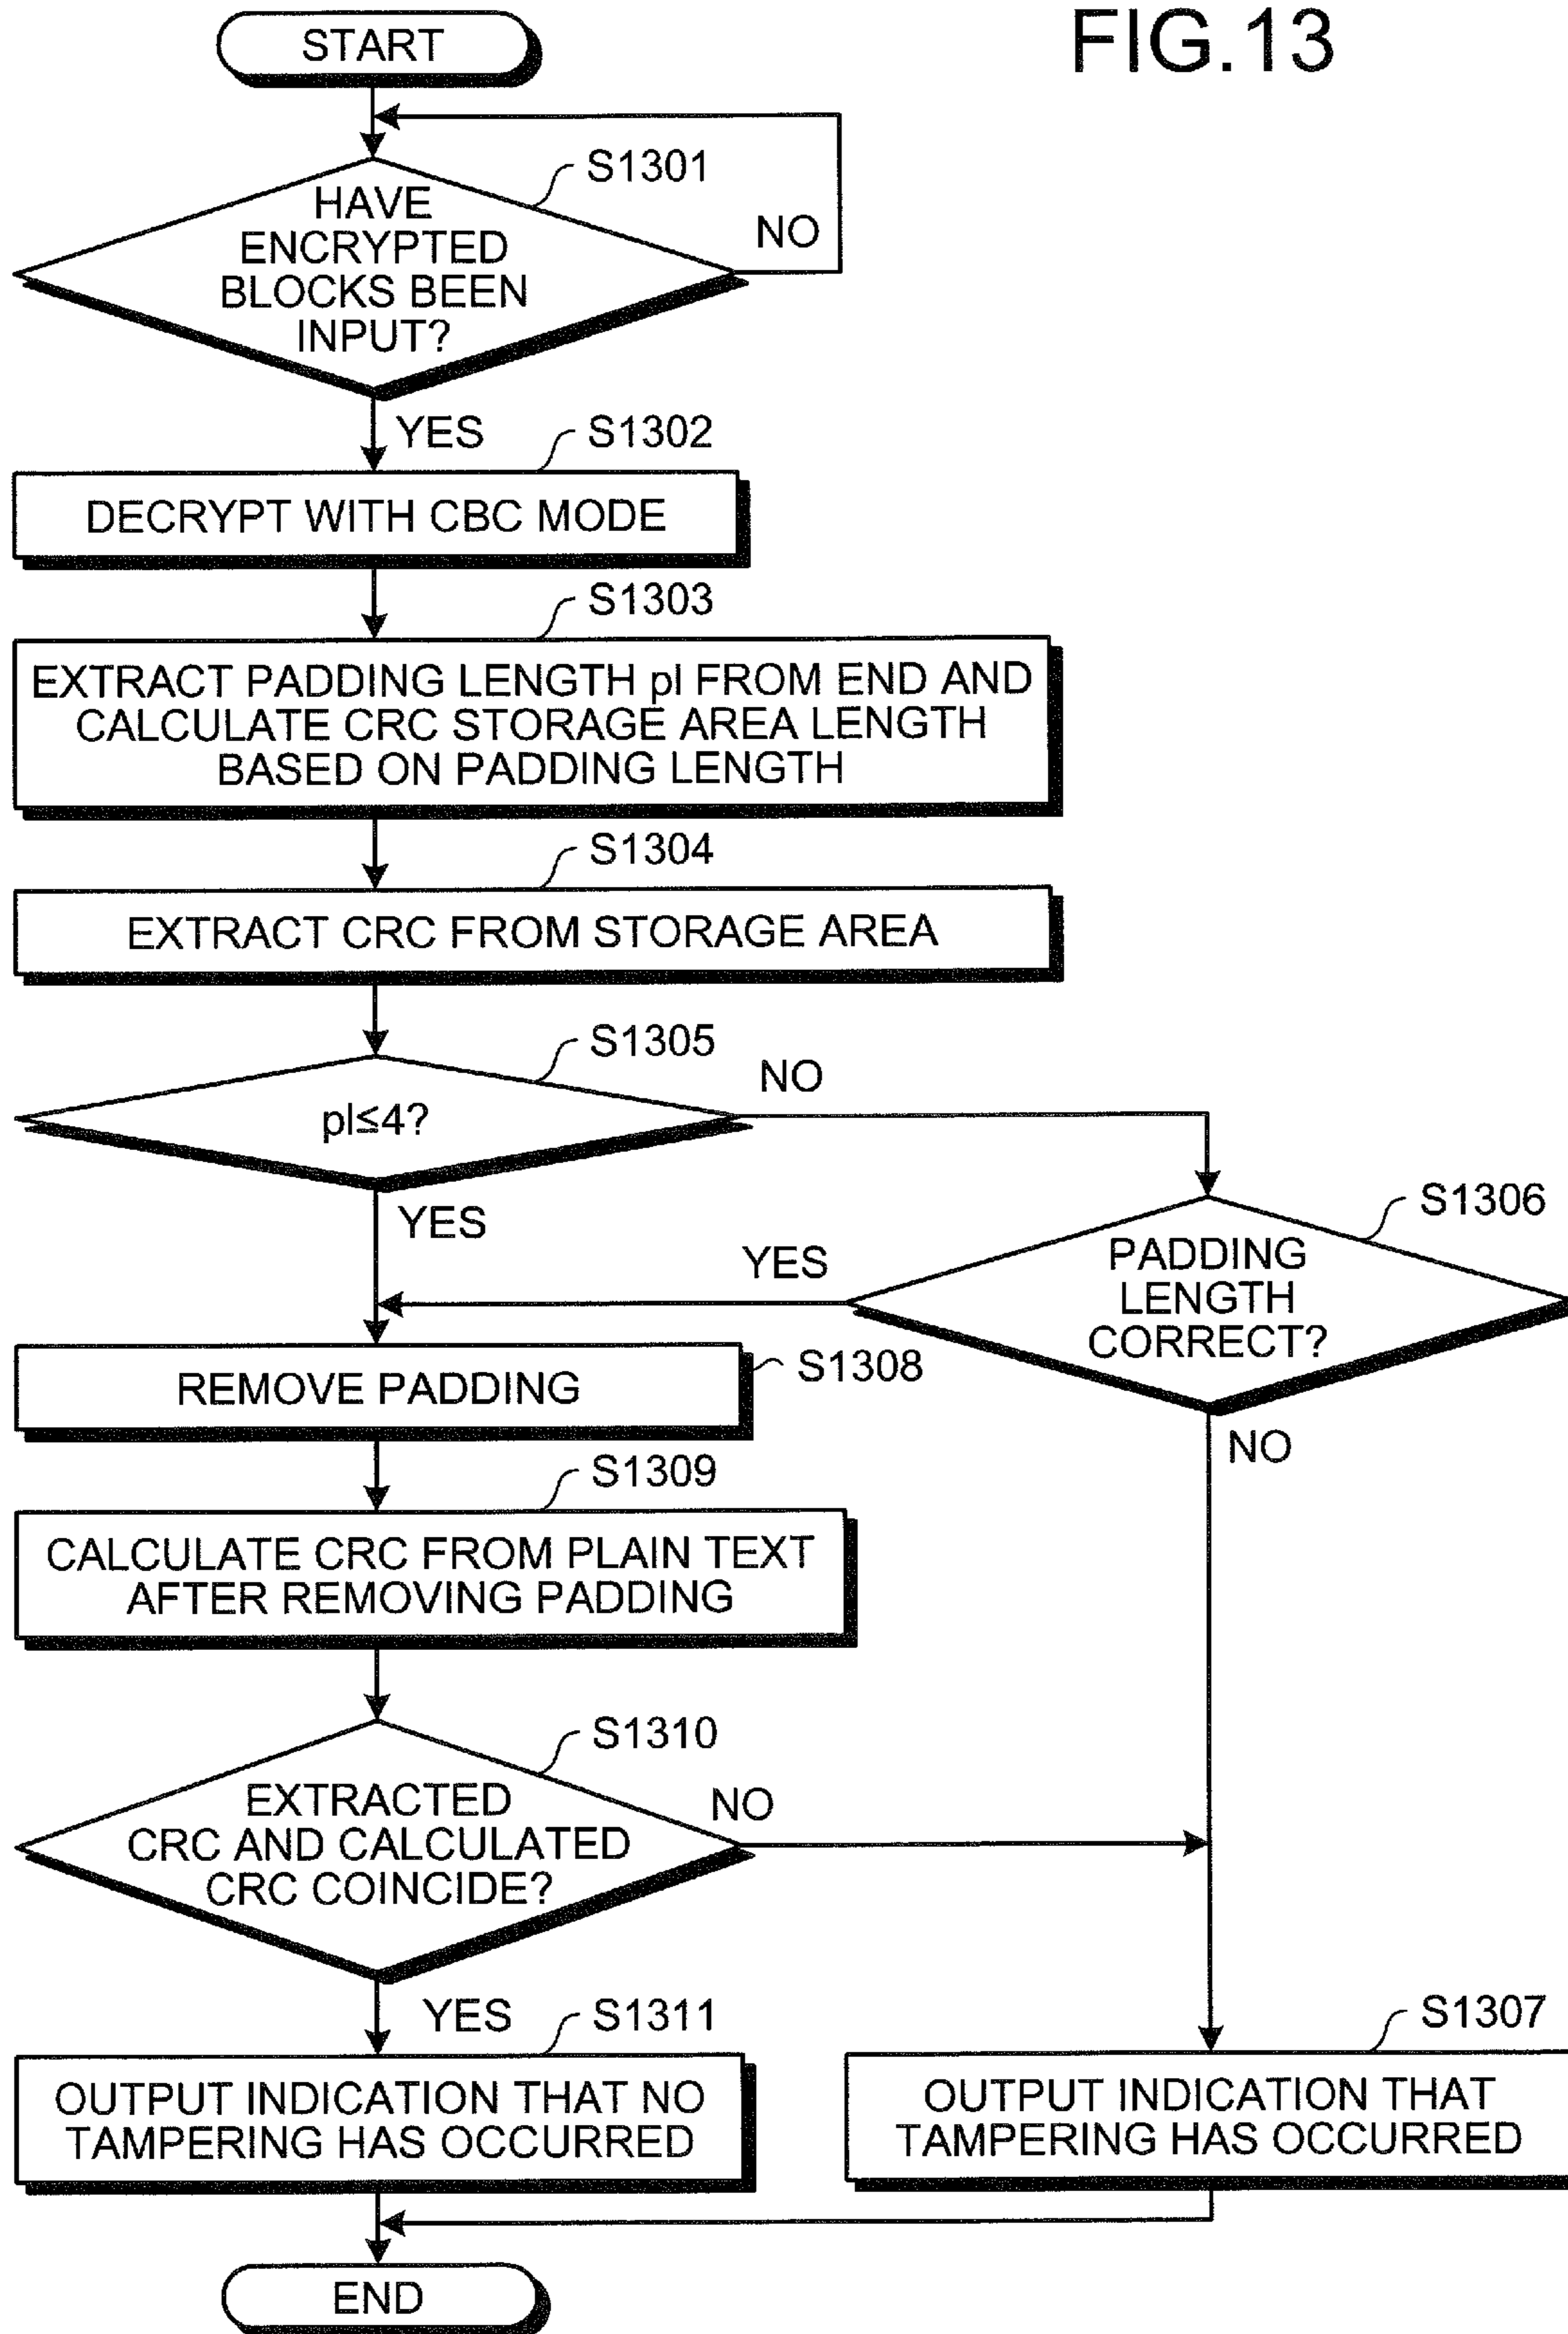 FIG.13
START
S1301
HAVE
ENCRYPTED
BLOCKS BEEN
INPUT?
NO
YES
S1302
DECRYPT WITH CBC MODE
S1303
EXTRACT PADDING LENGTH pl FROM END AND
CALCULATE CRC STORAGE AREA LENGTH
BASED ON PADDING LENGTH
S1304
EXTRACT CRC FROM STORAGE AREA
S1305
pl≤4?
NO
YES
S1306
PADDING
LENGTH
CORRECT?
YES
NO
S1308
REMOVE PADDING
S1309
CALCULATE CRC FROM PLAIN TEXT
AFTER REMOVING PADDING
S1310
EXTRACTED
CRC AND CALCULATED
CRC COINCIDE?
NO
YES
S1311
OUTPUT INDICATION THAT NO
TAMPERING HAS OCCURRED
S1307
OUTPUT INDICATION THAT
TAMPERING HAS OCCURRED
END